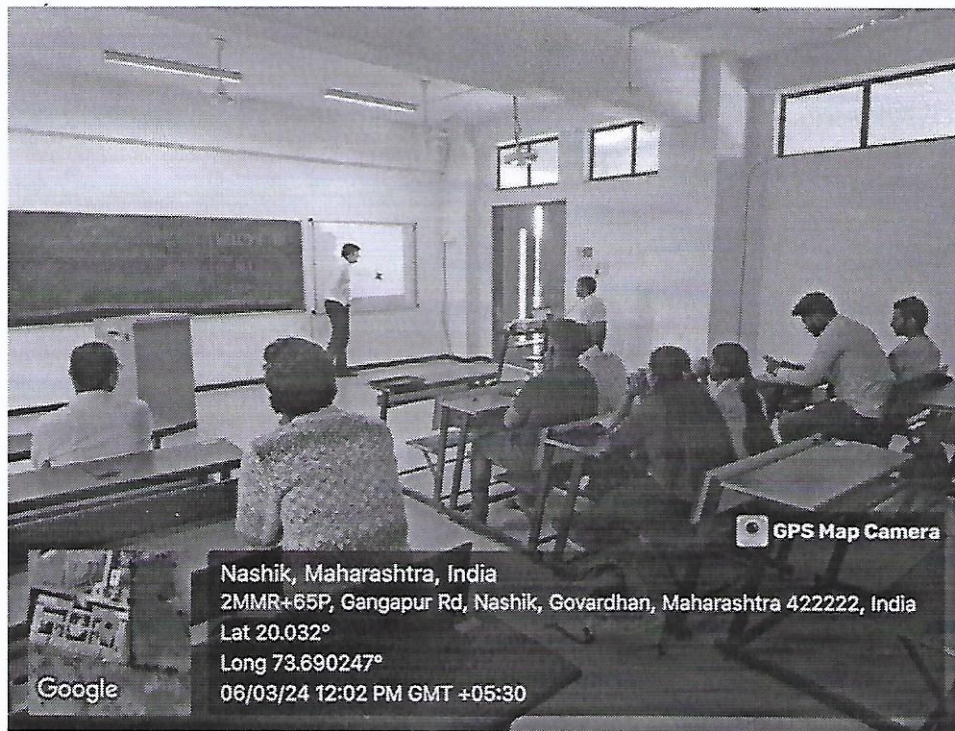 GPS Map Camera
Nashik, Maharashtra, India
2MMR+65P, Gangapur Rd, Nashik, Govardhan, Maharashtra 422222, India
Lat 20.032°
Long 73.690247°
06/03/24 12:02 PM GMT +05:30
Google